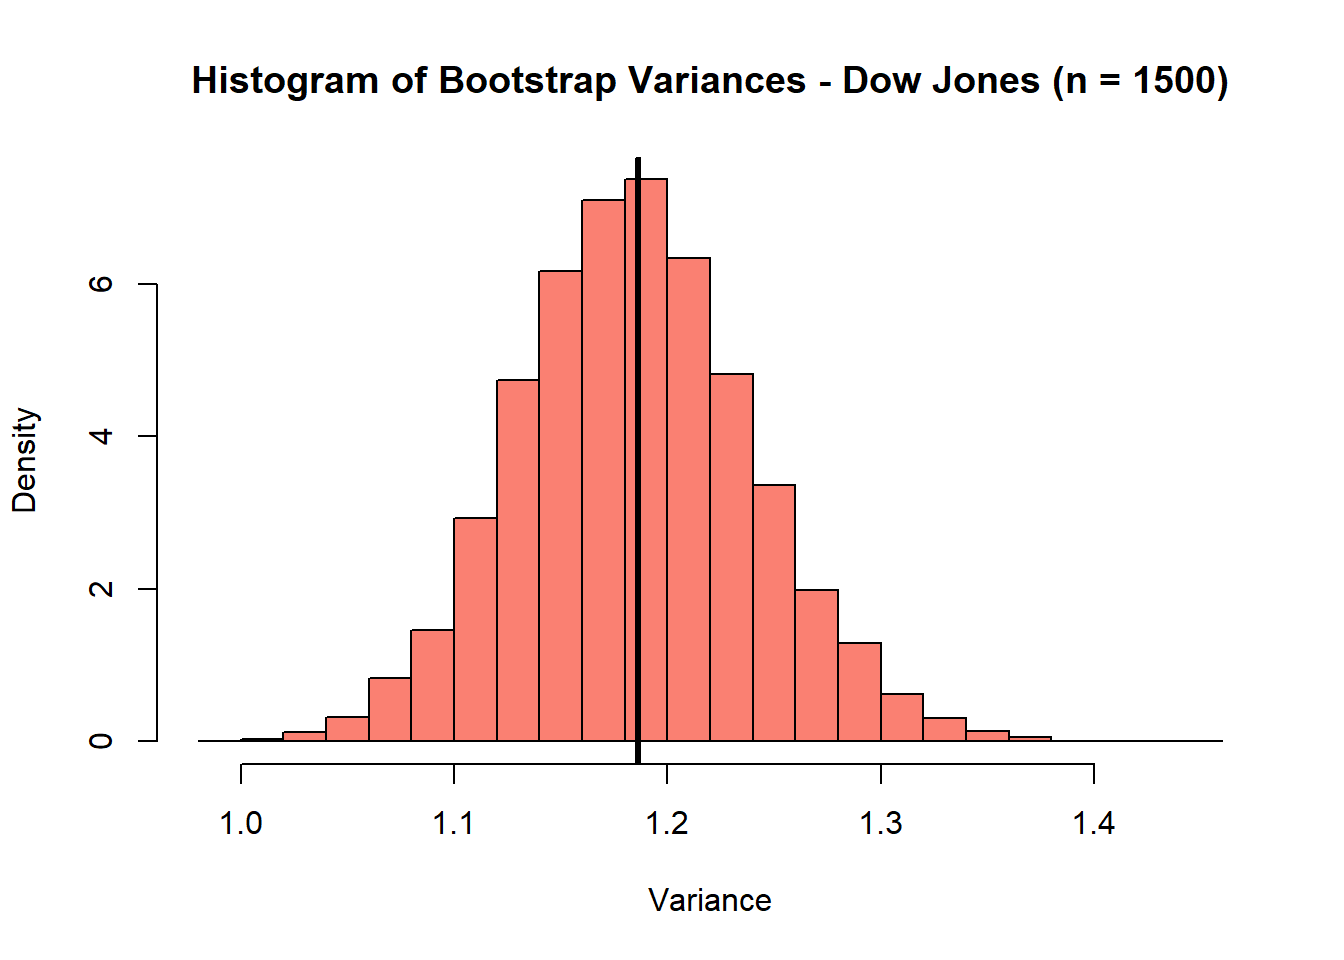 Histogram of Bootstrap Variances - Dow Jones (n = 1500)
Density
6
4
2
0
1.0 1.1 1.2 1.3 1.4
Variance